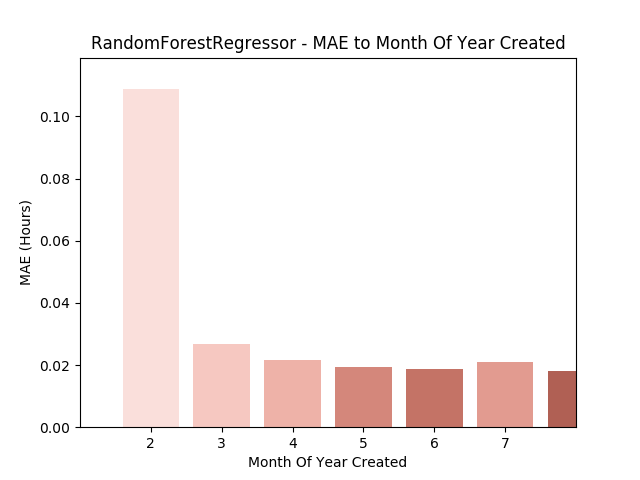 RandomForestRegressor - MAE to Month Of Year Created
0.10
0.08
0.06
0.04
0.02
0.00
MAE (Hours)
2 3 4 5 6 7
Month Of Year Created